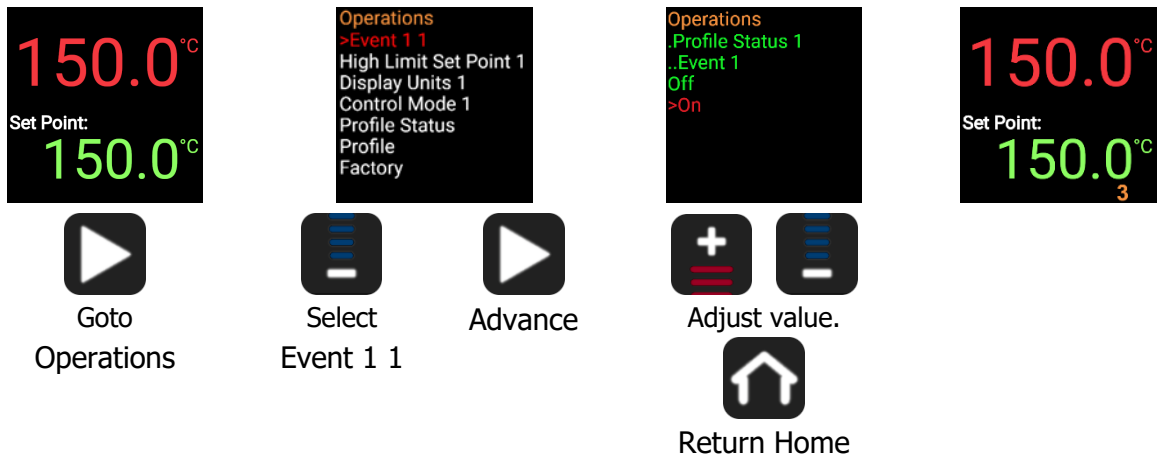 150.0°C
Set Point:
150.0°C
Operations
>Event 1 1
High Limit Set Point 1
Display Units 1
Control Mode 1
Profile Status
Profile
Factory
Operations
.Profile Status 1
..Event 1
Off
>On
150.0°C
Set Point:
150.0°C
3
Goto
Operations
Select
Event 1 1
Advance
Adjust value.
Return Home